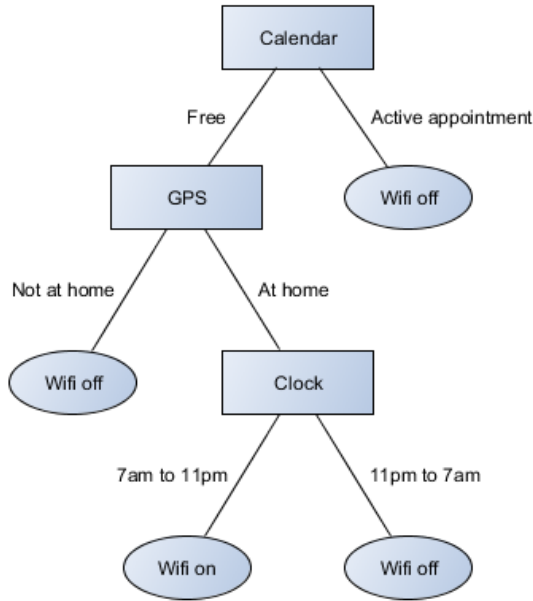 Calendar
Free
Active appointment
GPS
Wifi off
Not at home
At home
Wifi off
Clock
7am to 11pm
11pm to 7am
Wifi on
Wifi off